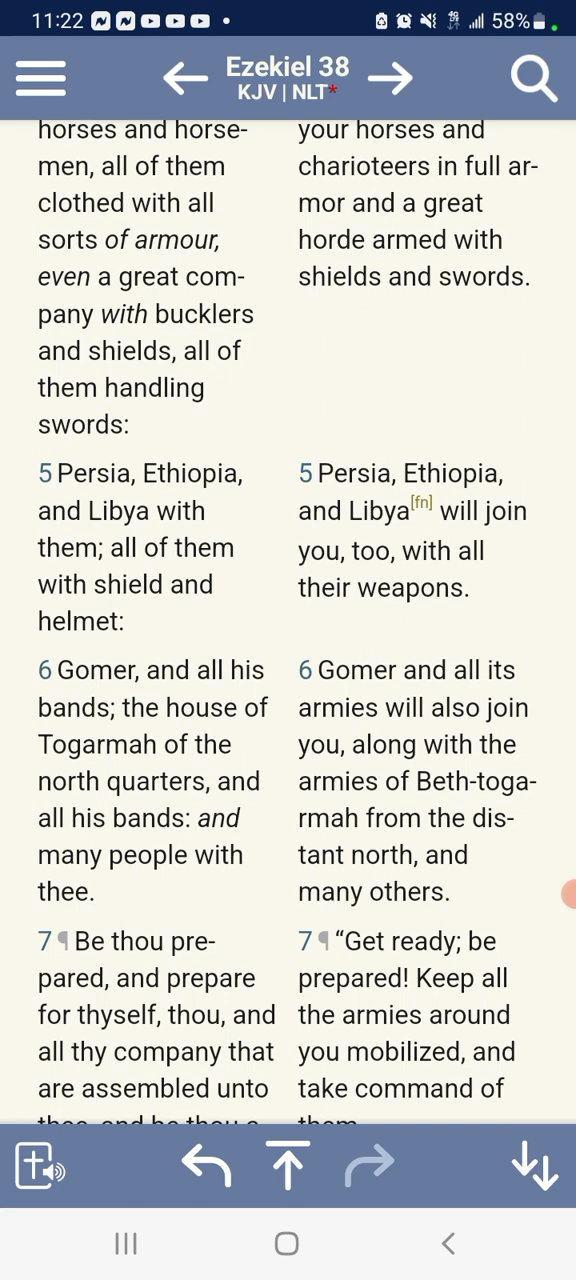 11:22
58%
Ezekiel 38
KJV | NLT*
horses and horse-
men, all of them
clothed with all
sorts of armour,
even a great com-
pany with bucklers
and shields, all of
them handling
swords:
5 Persia, Ethiopia,
and Libya with
them; all of them
with shield and
helmet:
6 Gomer, and all his
bands; the house of
Togarmah of the
north quarters, and
all his bands: and
many people with
thee.
7 ¶ Be thou pre-
pared, and prepare
for thyself, thou, and
all thy company that
are assembled unto
thee, and be thou a
your horses and
charioteers in full ar-
mor and a great
horde armed with
shields and swords.
5 Persia, Ethiopia,
and Libya[fn] will join
you, too, with all
their weapons.
6 Gomer and all its
armies will also join
you, along with the
armies of Beth-toga-
rmah from the dis-
tant north, and
many others.
7 ¶ “Get ready; be
prepared! Keep all
the armies around
you mobilized, and
take command of
them.